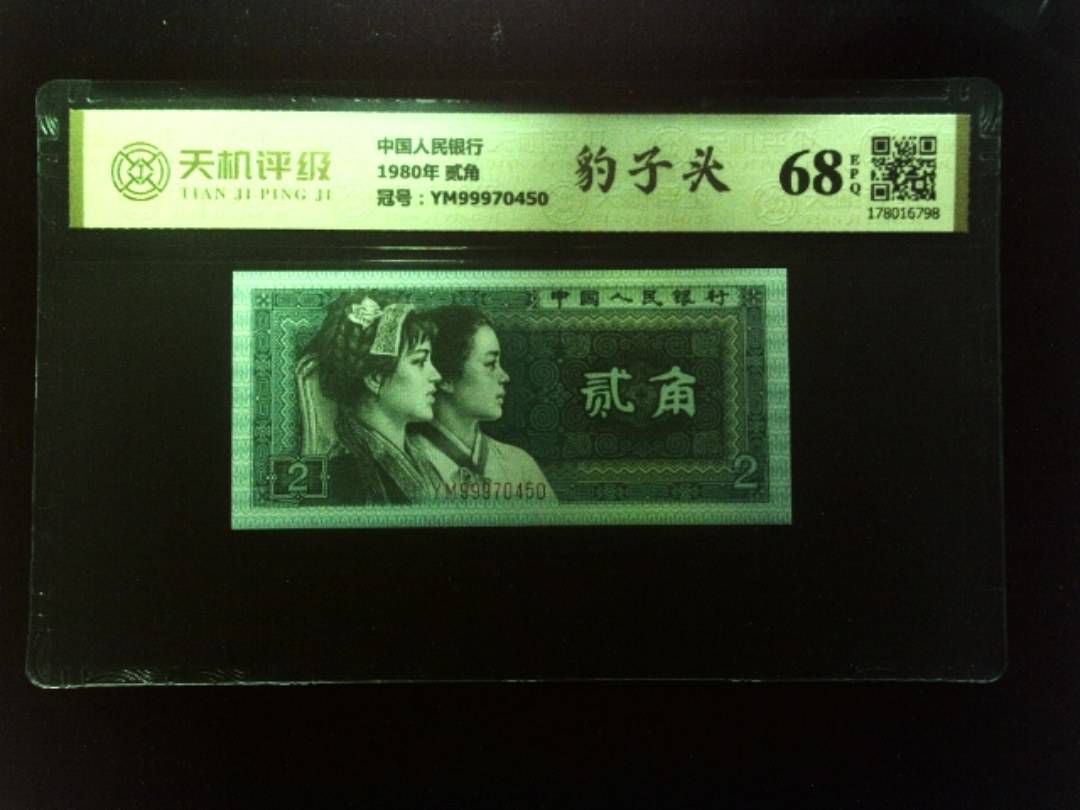 天机评级
TIAN JI PING JI
中国人民银行
1980年 贰角
冠号：YM99970450
豹子头
68
EPQ
178016798
中国人民银行
贰角
2
2
YM99970450